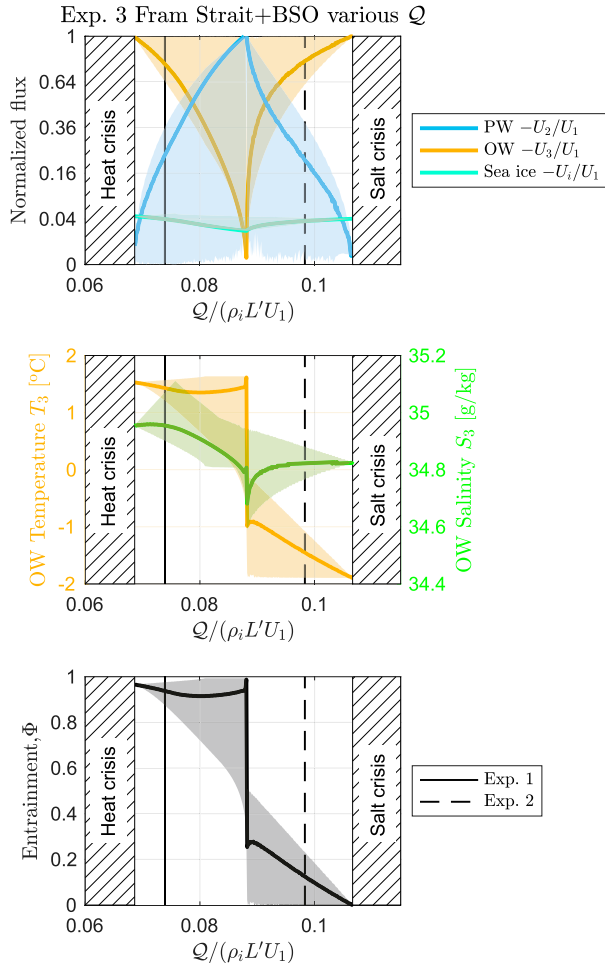 Exp. 3 Fram Strait+BSO various 𝒬
Normalized flux
1
0.64
0.36
0.16
0.04
0
Heat crisis
Salt crisis
0.06
0.08
0.1
𝒬/(ρᵢL′U₁)
PW −U₂/U₁
OW −U₃/U₁
Sea ice −Uᵢ/U₁
OW Temperature T₃ [°C]
2
1
0
-1
-2
Heat crisis
Salt crisis
35.2
35
34.8
34.6
34.4
OW Salinity S₃ [g/kg]
0.06
0.08
0.1
𝒬/(ρᵢL′U₁)
Entrainment,Φ
1
0.8
0.6
0.4
0.2
0
Heat crisis
Salt crisis
0.06
0.08
0.1
𝒬/(ρᵢL′U₁)
Exp. 1
Exp. 2